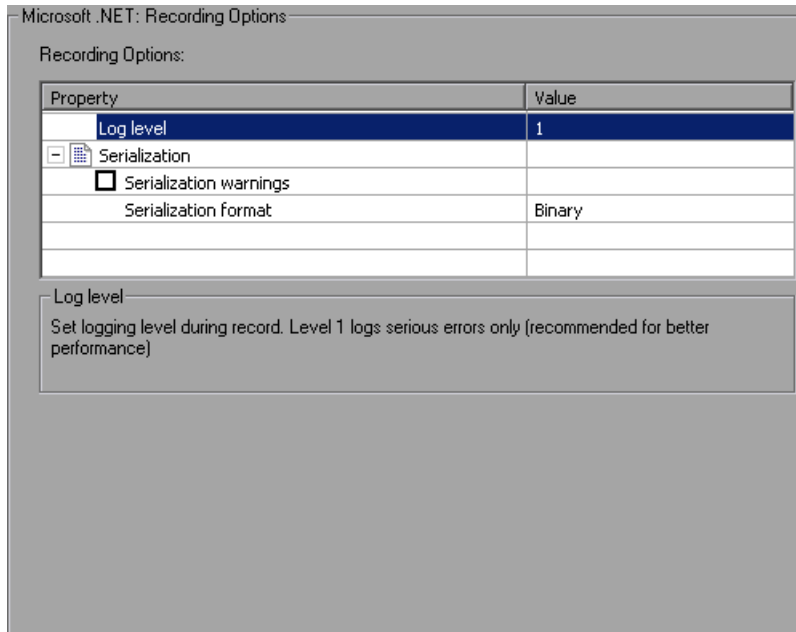 Microsoft .NET: Recording Options
Recording Options:
Property Value
Log level 1
Serialization
Serialization warnings
Serialization format Binary
Log level
Set logging level during record. Level 1 logs serious errors only (recommended for better
performance)